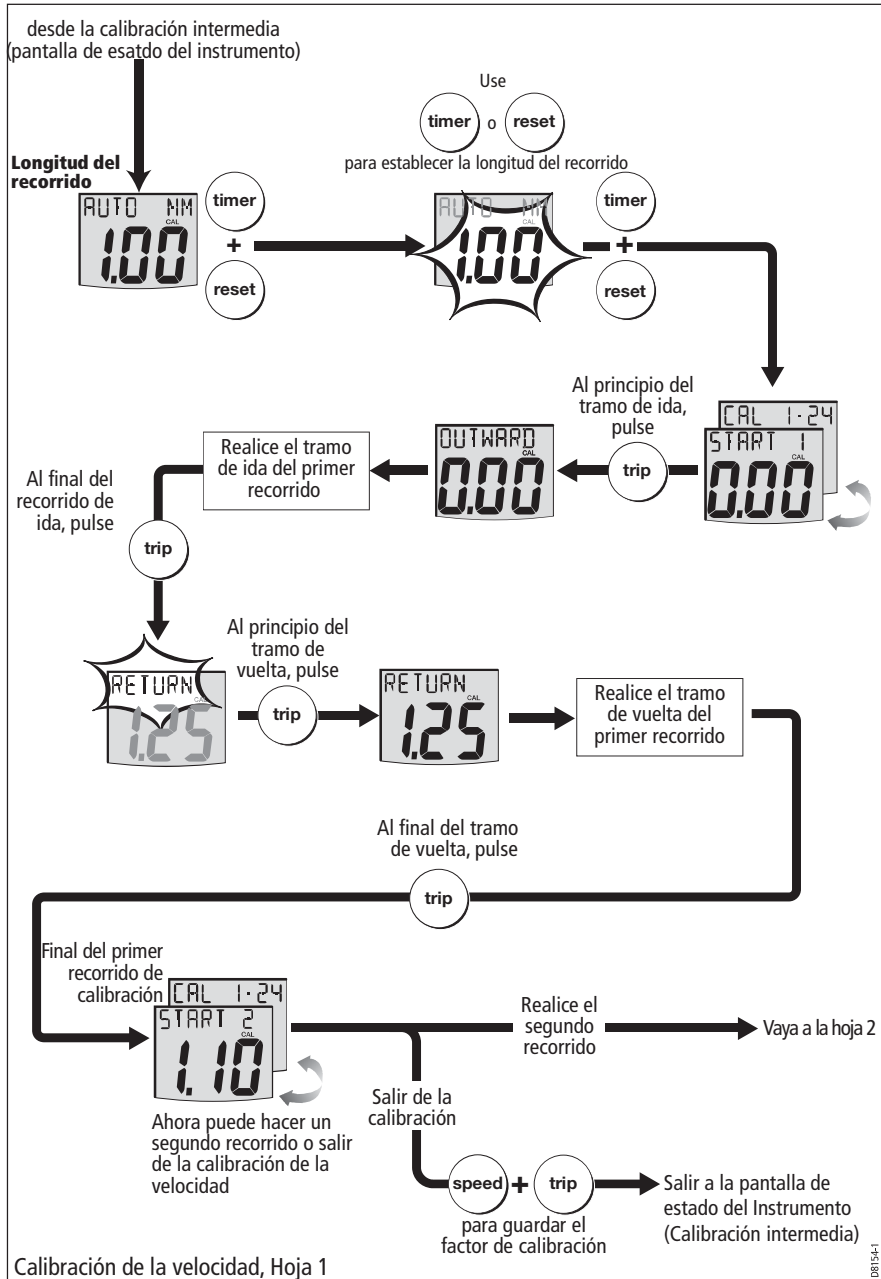 desde la calibración intermedia
(pantalla de esatdo del instrumento)
Use
timer o reset
para establecer la longitud del recorrido
Longitud del
recorrido
AUTO NM
CAL
1.00
timer
+
reset
AUTO NM
1.00
timer
+
reset
CAL 1·24
START 1
CAL
0.00
Al principio del
tramo de ida,
pulse
trip
OUTWARD
CAL
0.00
Realice el tramo
de ida del primer
recorrido
Al final del
recorrido de
ida, pulse
trip
RETURN
CAL
1.25
Al principio del
tramo de
vuelta, pulse
trip
RETURN
CAL
1.25
Realice el tramo
de vuelta del
primer recorrido
Al final del tramo
de vuelta, pulse
trip
Final del primer
recorrido de
calibración
CAL 1·24
START 2
CAL
1.10
Ahora puede hacer un
segundo recorrido o salir
de la calibración de la
velocidad
Realice el
segundo
recorrido
Vaya a la hoja 2
Salir de la
calibración
speed + trip
para guardar el
factor de calibración
Salir a la pantalla de
estado del Instrumento
(Calibración intermedia)
Calibración de la velocidad, Hoja 1
D8154-1